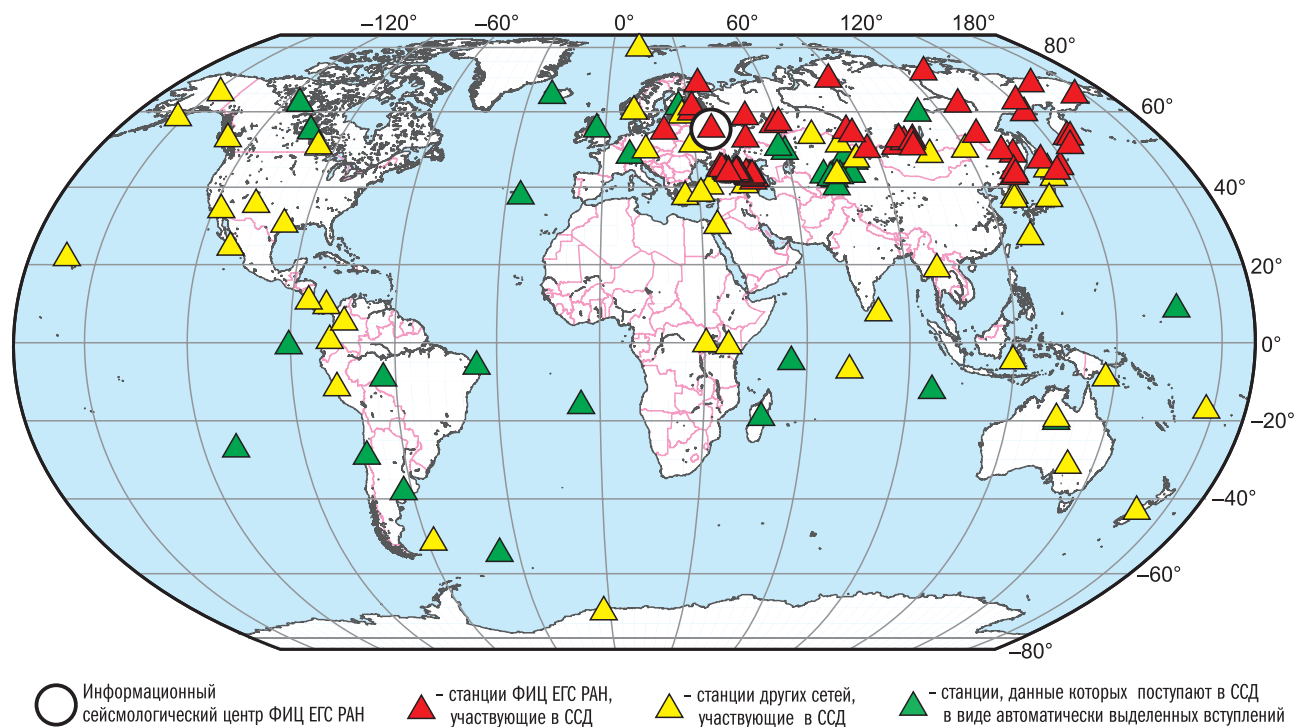 –120° –60° 0° 60° 120° 180°
80°
60°
40°
20°
0°
–20°
–40°
–60°
–80°
Информационный
сейсмологический центр ФИЦ ЕГС РАН
– станции ФИЦ ЕГС РАН,
участвующие в ССД
– станции других сетей,
участвующие в ССД
– станции, данные которых поступают в ССД
в виде автоматически выделенных вступлений